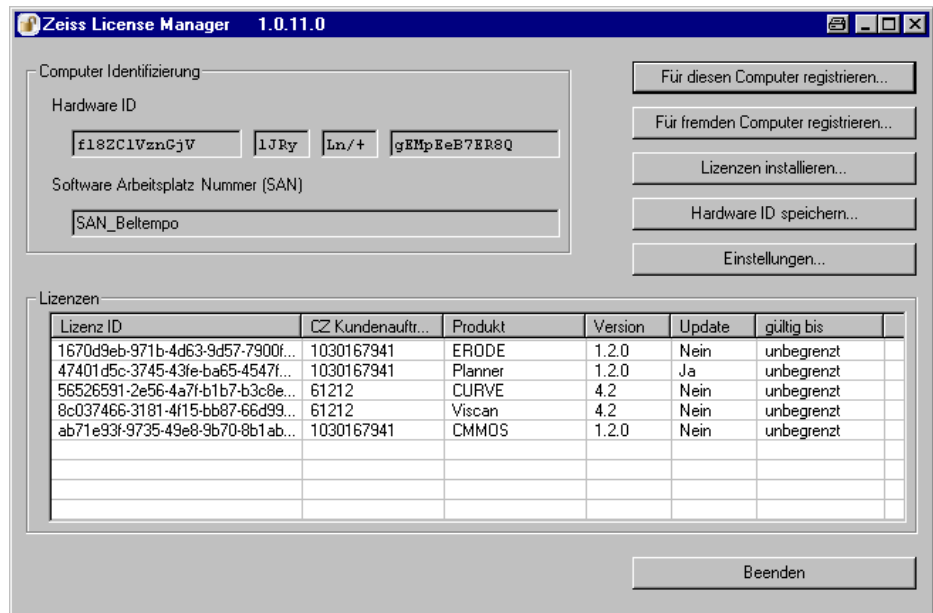 Zeiss License Manager 1.0.11.0
Computer Identifizierung
Hardware ID
f18ZClVznGjV lJRy Ln/+ gEMpEeB7ER8Q
Software Arbeitsplatz Nummer (SAN)
SAN_Beltempo
Für diesen Computer registrieren...
Für fremden Computer registrieren...
Lizenzen installieren...
Hardware ID speichern...
Einstellungen...
Lizenzen
Lizenz ID CZ Kundenauftr... Produkt Version Update gültig bis
1670d9eb-971b-4d63-9d57-7900f... 1030167941 ERODE 1.2.0 Nein unbegrenzt
47401d5c-3745-43fe-ba65-4547f... 1030167941 Planner 1.2.0 Ja unbegrenzt
56526591-2e56-4a7f-b1b7-b3c8e... 61212 CURVE 4.2 Nein unbegrenzt
8c037466-3181-4f15-bb87-66d99... 61212 Viscan 4.2 Nein unbegrenzt
ab71e93f-9735-49e8-9b70-8b1ab... 1030167941 CMMOS 1.2.0 Nein unbegrenzt
Beenden